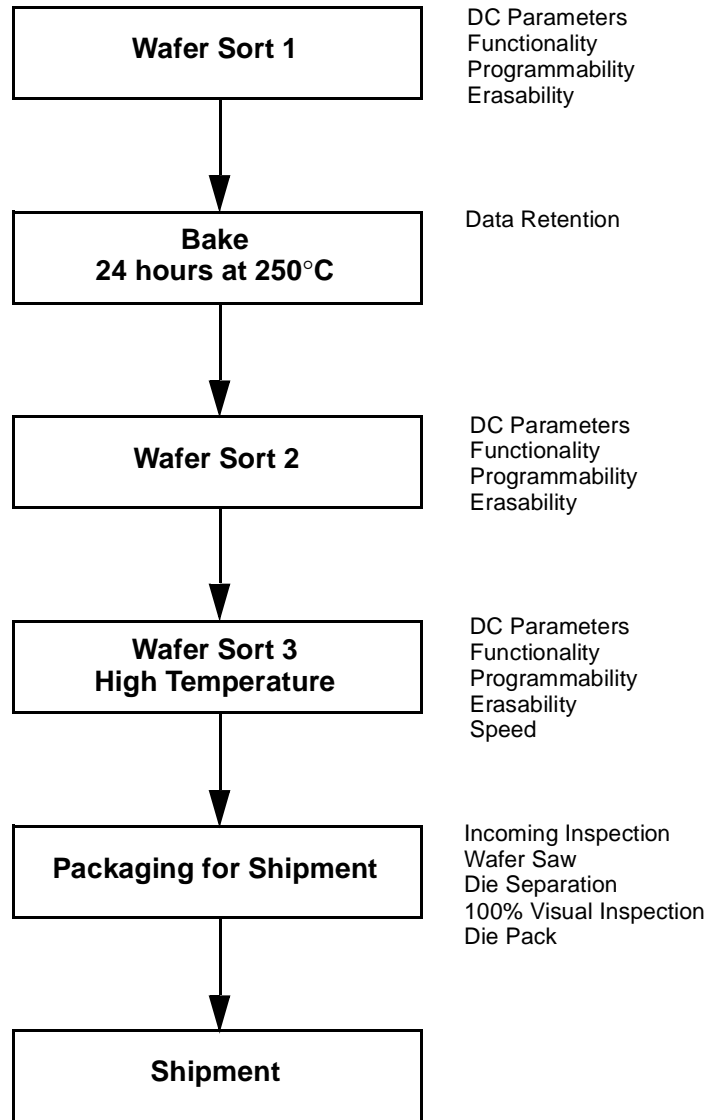 Wafer Sort 1
DC Parameters
Functionality
Programmability
Erasability
Bake
24 hours at 250°C
Data Retention
Wafer Sort 2
DC Parameters
Functionality
Programmability
Erasability
Wafer Sort 3
High Temperature
DC Parameters
Functionality
Programmability
Erasability
Speed
Packaging for Shipment
Incoming Inspection
Wafer Saw
Die Separation
100% Visual Inspection
Die Pack
Shipment